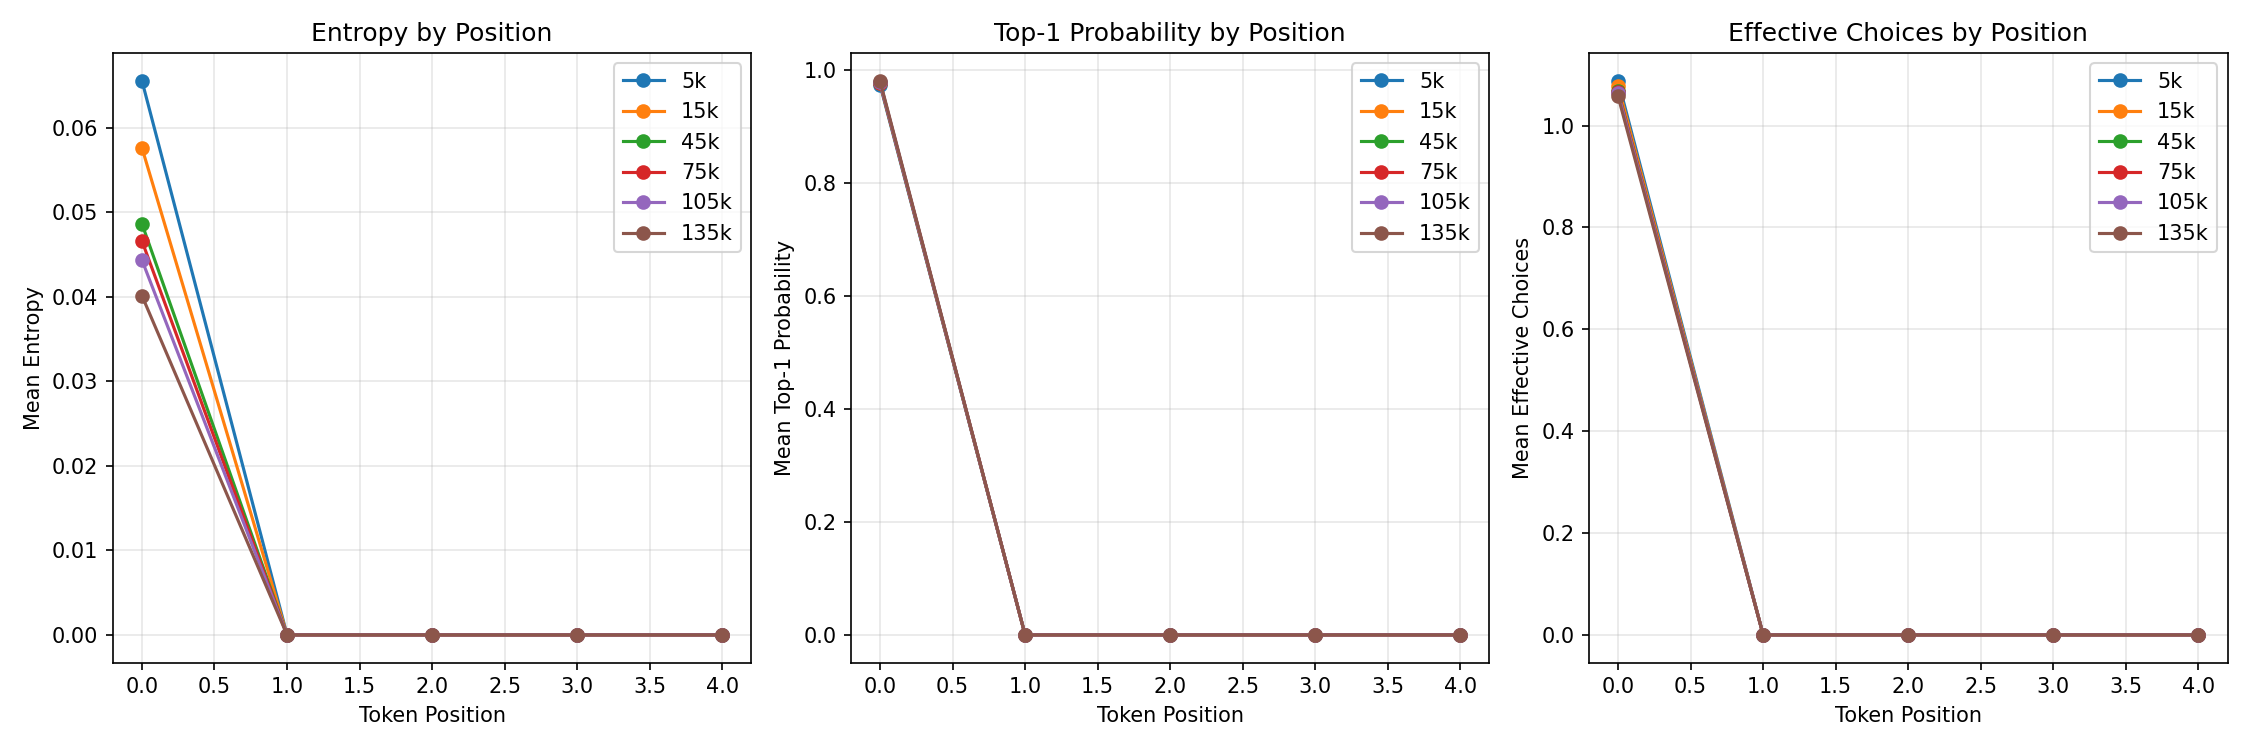 Entropy by Position
Mean Entropy
0.06
0.05
0.04
0.03
0.02
0.01
0.00
0.0 0.5 1.0 1.5 2.0 2.5 3.0 3.5 4.0
Token Position
5k
15k
45k
75k
105k
135k
Top-1 Probability by Position
Mean Top-1 Probability
1.0
0.8
0.6
0.4
0.2
0.0
0.0 0.5 1.0 1.5 2.0 2.5 3.0 3.5 4.0
Token Position
5k
15k
45k
75k
105k
135k
Effective Choices by Position
Mean Effective Choices
1.0
0.8
0.6
0.4
0.2
0.0
0.0 0.5 1.0 1.5 2.0 2.5 3.0 3.5 4.0
Token Position
5k
15k
45k
75k
105k
135k